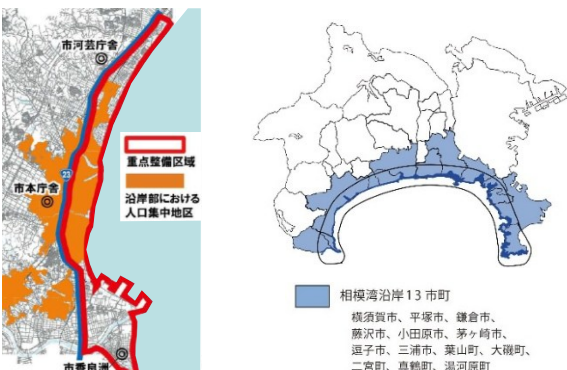 市河芸庁舎
重点整備区域
23
沿岸部における
人口集中地区
市本庁舎
市香良洲
相模湾沿岸13市町
横須賀市、平塚市、鎌倉市、
藤沢市、小田原市、茅ヶ崎市、
逗子市、三浦市、葉山町、大磯町、
二宮町、真鶴町、湯河原町